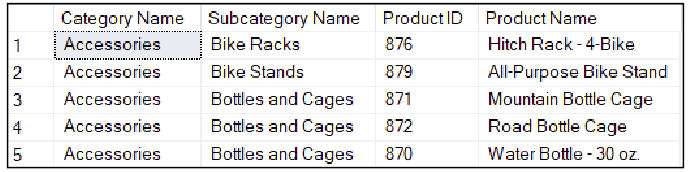 Category Name Subcategory Name Product ID Product Name
1 Accessories Bike Racks 876 Hitch Rack - 4-Bike
2 Accessories Bike Stands 879 All-Purpose Bike Stand
3 Accessories Bottles and Cages 871 Mountain Bottle Cage
4 Accessories Bottles and Cages 872 Road Bottle Cage
5 Accessories Bottles and Cages 870 Water Bottle - 30 oz.